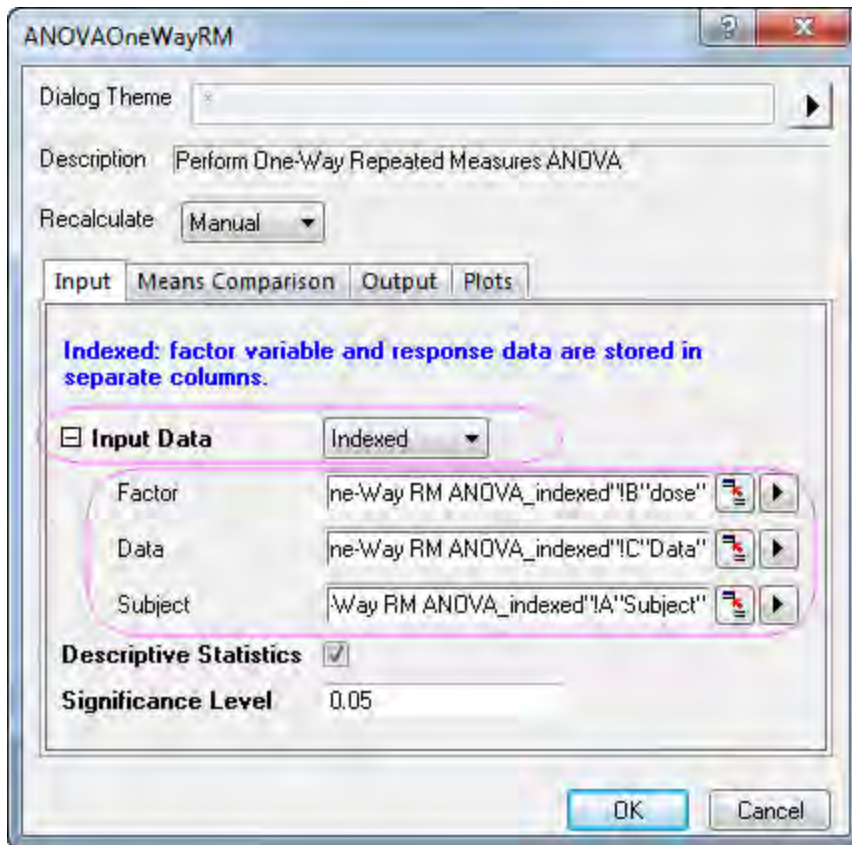 ANOVAOneWayRM
Dialog Theme *
Description Perform One-Way Repeated Measures ANOVA
Recalculate Manual
Input Means Comparison Output Plots
Indexed: factor variable and response data are stored in
separate columns.
Input Data Indexed
Factor ne-Way RM ANOVA_indexed"!B"dose"
Data ne-Way RM ANOVA_indexed"!C"Data"
Subject -Way RM ANOVA_indexed"!A"Subject"
Descriptive Statistics
Significance Level 0.05
OK Cancel